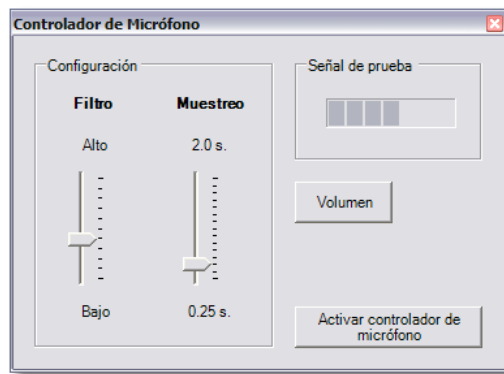 Controlador de Micrófono
Configuración
Filtro
Muestreo
Alto
2.0 s.
Bajo
0.25 s.
Señal de prueba
Volumen
Activar controlador de
micrófono